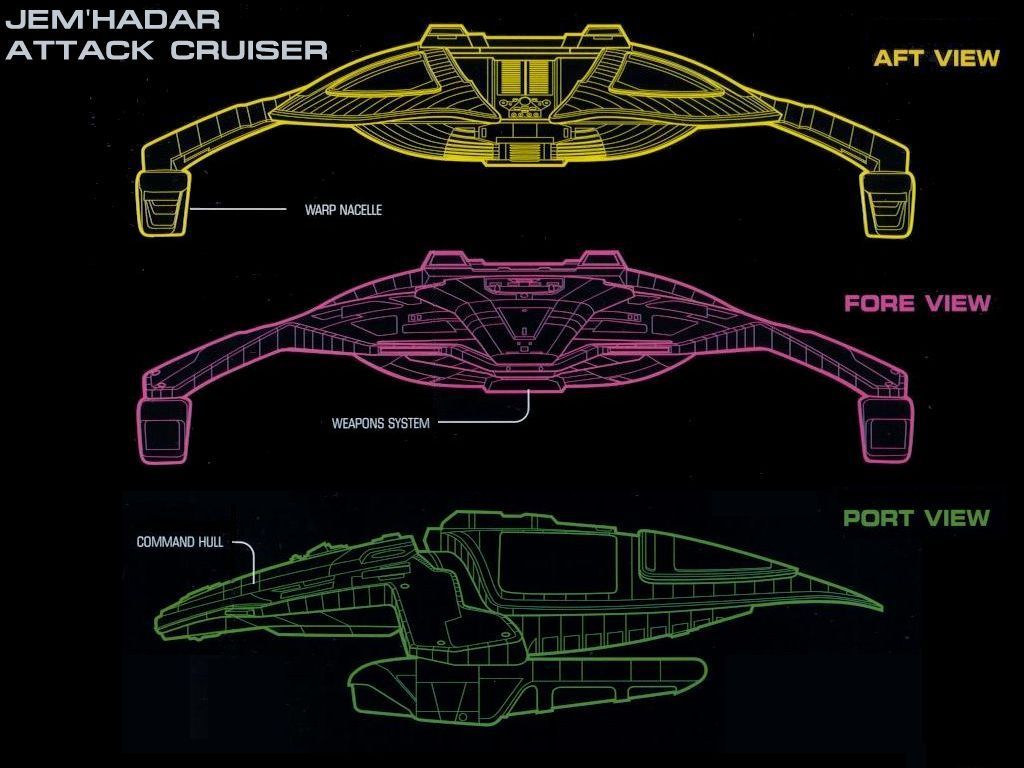 JEM'HADAR
ATTACK CRUISER
AFT VIEW
WARP NACELLE
FORE VIEW
WEAPONS SYSTEM
PORT VIEW
COMMAND HULL